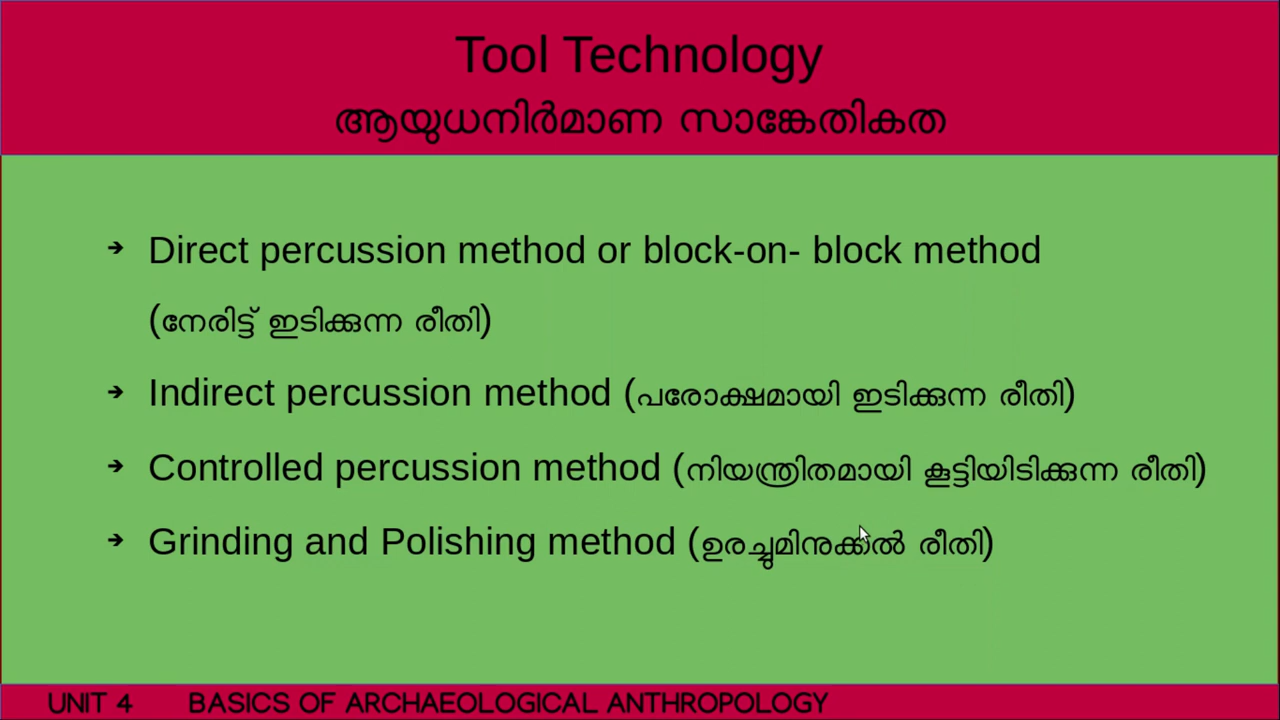 Tool Technology
ആയുധനിർമാണ സാങ്കേതികത
➔ Direct percussion method or block-on- block method
(നേരിട്ട് ഇടിക്കുന്ന രീതി)
➔ Indirect percussion method (പരോക്ഷമായി ഇടിക്കുന്ന രീതി)
➔ Controlled percussion method (നിയന്ത്രിതമായി കൂട്ടിയിടിക്കുന്ന രീതി)
➔ Grinding and Polishing method (ഉരച്ചുമിനുക്കൽ രീതി)
UNIT 4 BASICS OF ARCHAEOLOGICAL ANTHROPOLOGY